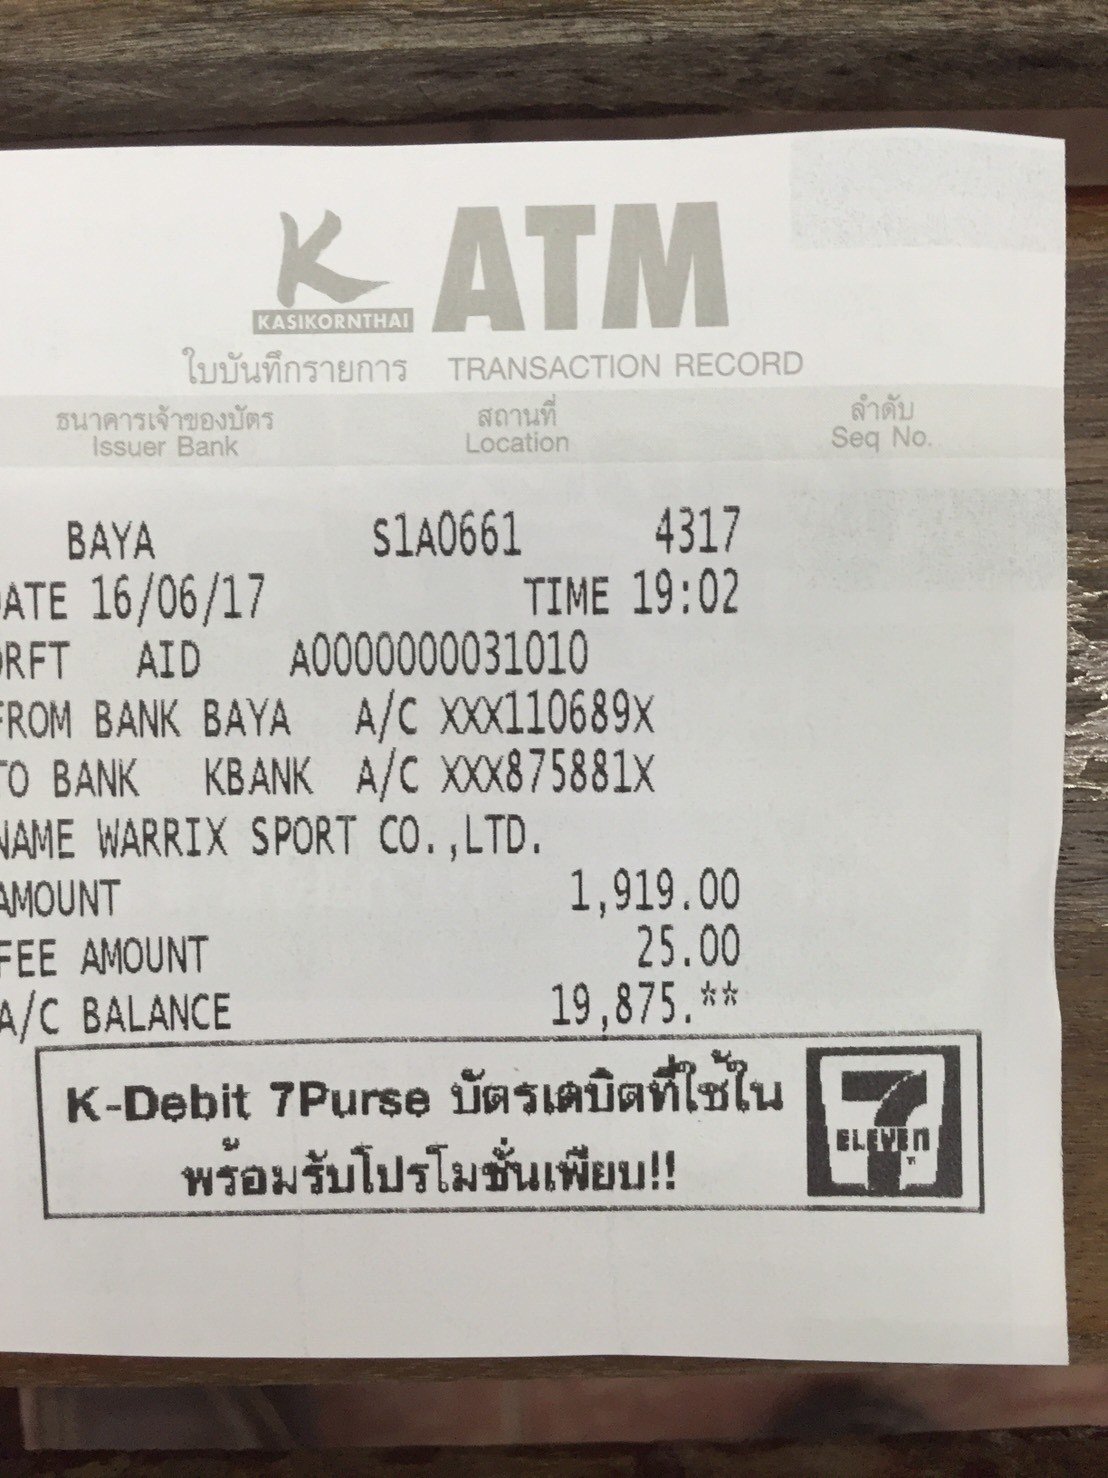 K ATM
KASIKORNTHAI
ใบบันทึกรายการ TRANSACTION RECORD
ธนาคารเจ้าของบัตร สถานที่ ลำดับ
Issuer Bank Location Seq No.
BAYA S1A0661 4317
DATE 16/06/17 TIME 19:02
ORFT AID A0000000031010
FROM BANK BAYA A/C XXX110689X
TO BANK KBANK A/C XXX875881X
NAME WARRIX SPORT CO.,LTD.
AMOUNT 1,919.00
FEE AMOUNT 25.00
A/C BALANCE 19,875.**
K-Debit 7Purse บัตรเดบิตที่ใช้ใน
พร้อมรับโปรโมชั่นเพียบ!!
7 ELEVEn